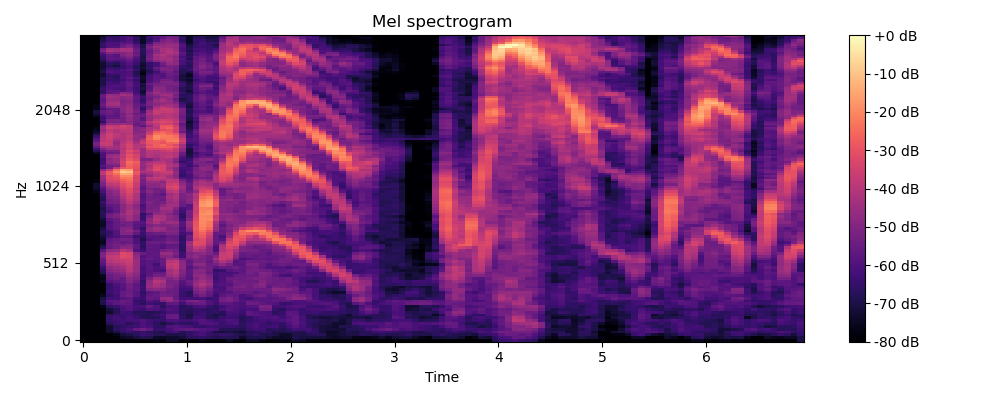 Mel spectrogram
Hz
2048
1024
512
0
0 1 2 3 4 5 6
Time
+0 dB
-10 dB
-20 dB
-30 dB
-40 dB
-50 dB
-60 dB
-70 dB
-80 dB